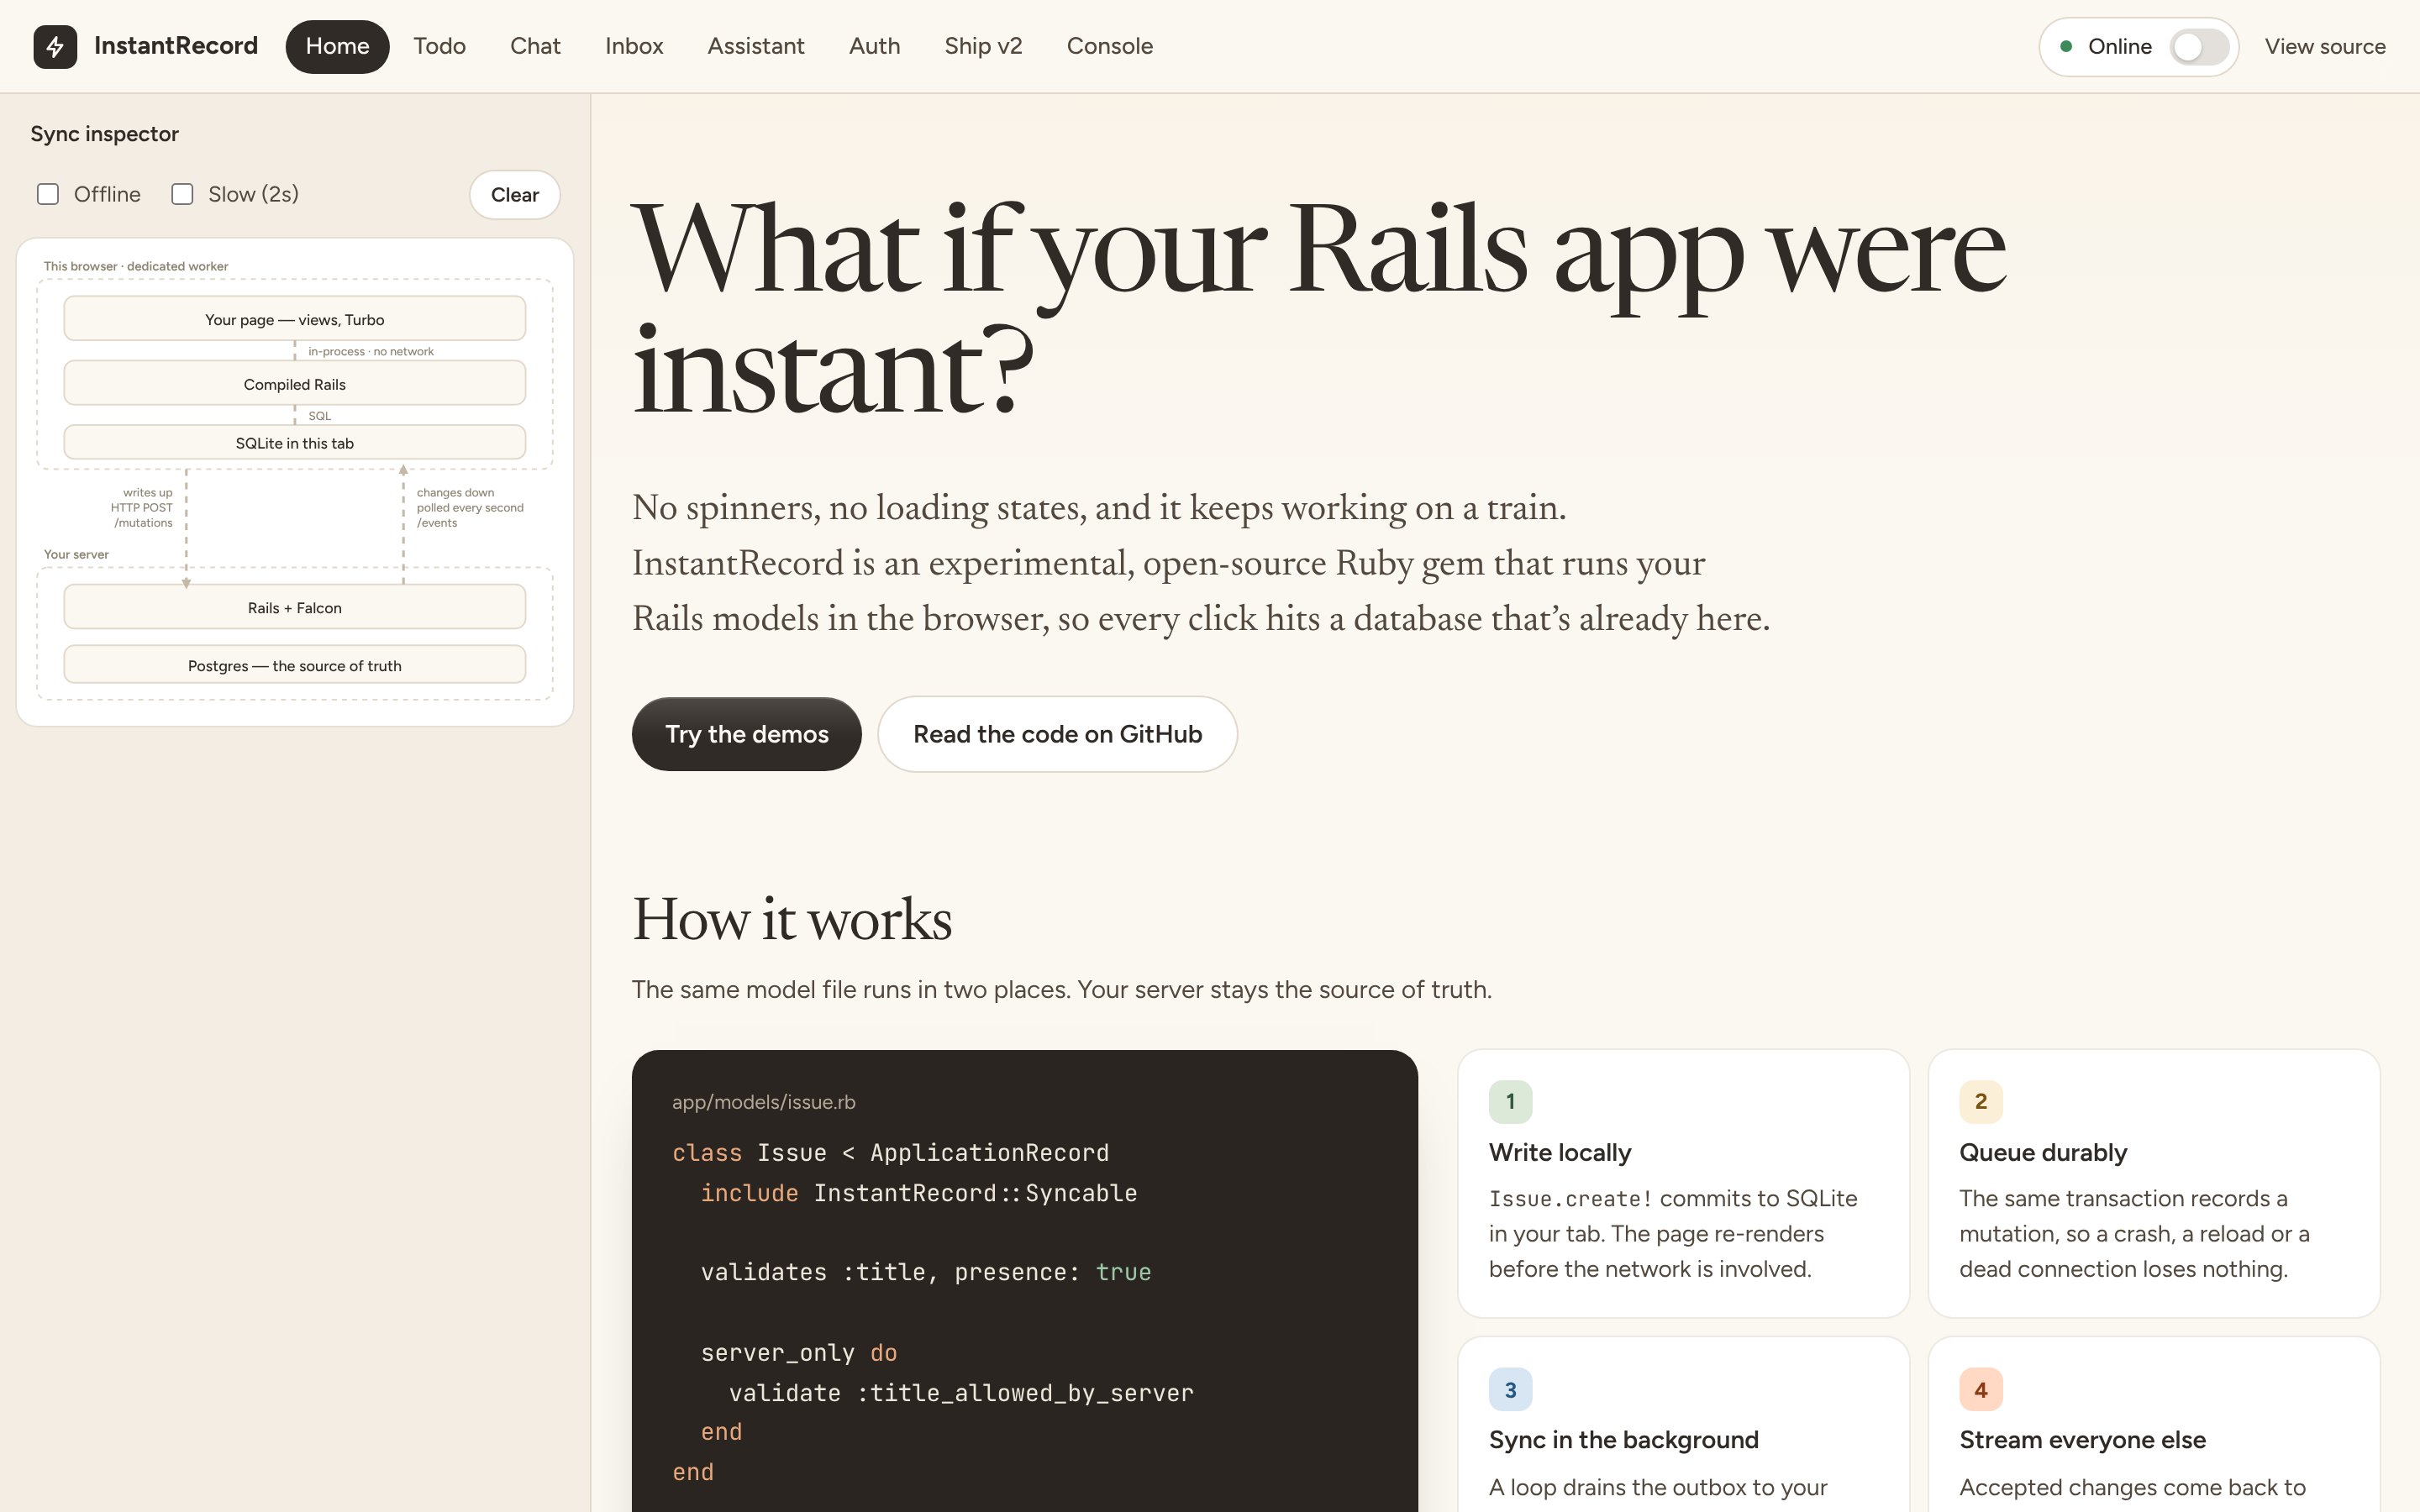 InstantRecord
Home
Todo
Chat
Inbox
Assistant
Auth
Ship v2
Console
Online
View source
Sync inspector
Offline
Slow (2s)
Clear
This browser · dedicated worker
Your page — views, Turbo
in-process · no network
Compiled Rails
SQL
SQLite in this tab
writes up
HTTP POST
/mutations
changes down
polled every second
/events
Your server
Rails + Falcon
Postgres — the source of truth
What if your Rails app were
instant?
No spinners, no loading states, and it keeps working on a train.
InstantRecord is an experimental, open-source Ruby gem that runs your
Rails models in the browser, so every click hits a database that’s already here.
Try the demos
Read the code on GitHub
How it works
The same model file runs in two places. Your server stays the source of truth.
app/models/issue.rb
class Issue < ApplicationRecord
  include InstantRecord::Syncable
  validates :title, presence: true
  server_only do
    validate :title_allowed_by_server
  end
end
1
Write locally
Issue.create! commits to SQLite
in your tab. The page re-renders
before the network is involved.
2
Queue durably
The same transaction records a
mutation, so a crash, a reload or a
dead connection loses nothing.
3
Sync in the background
A loop drains the outbox to your
4
Stream everyone else
Accepted changes come back to